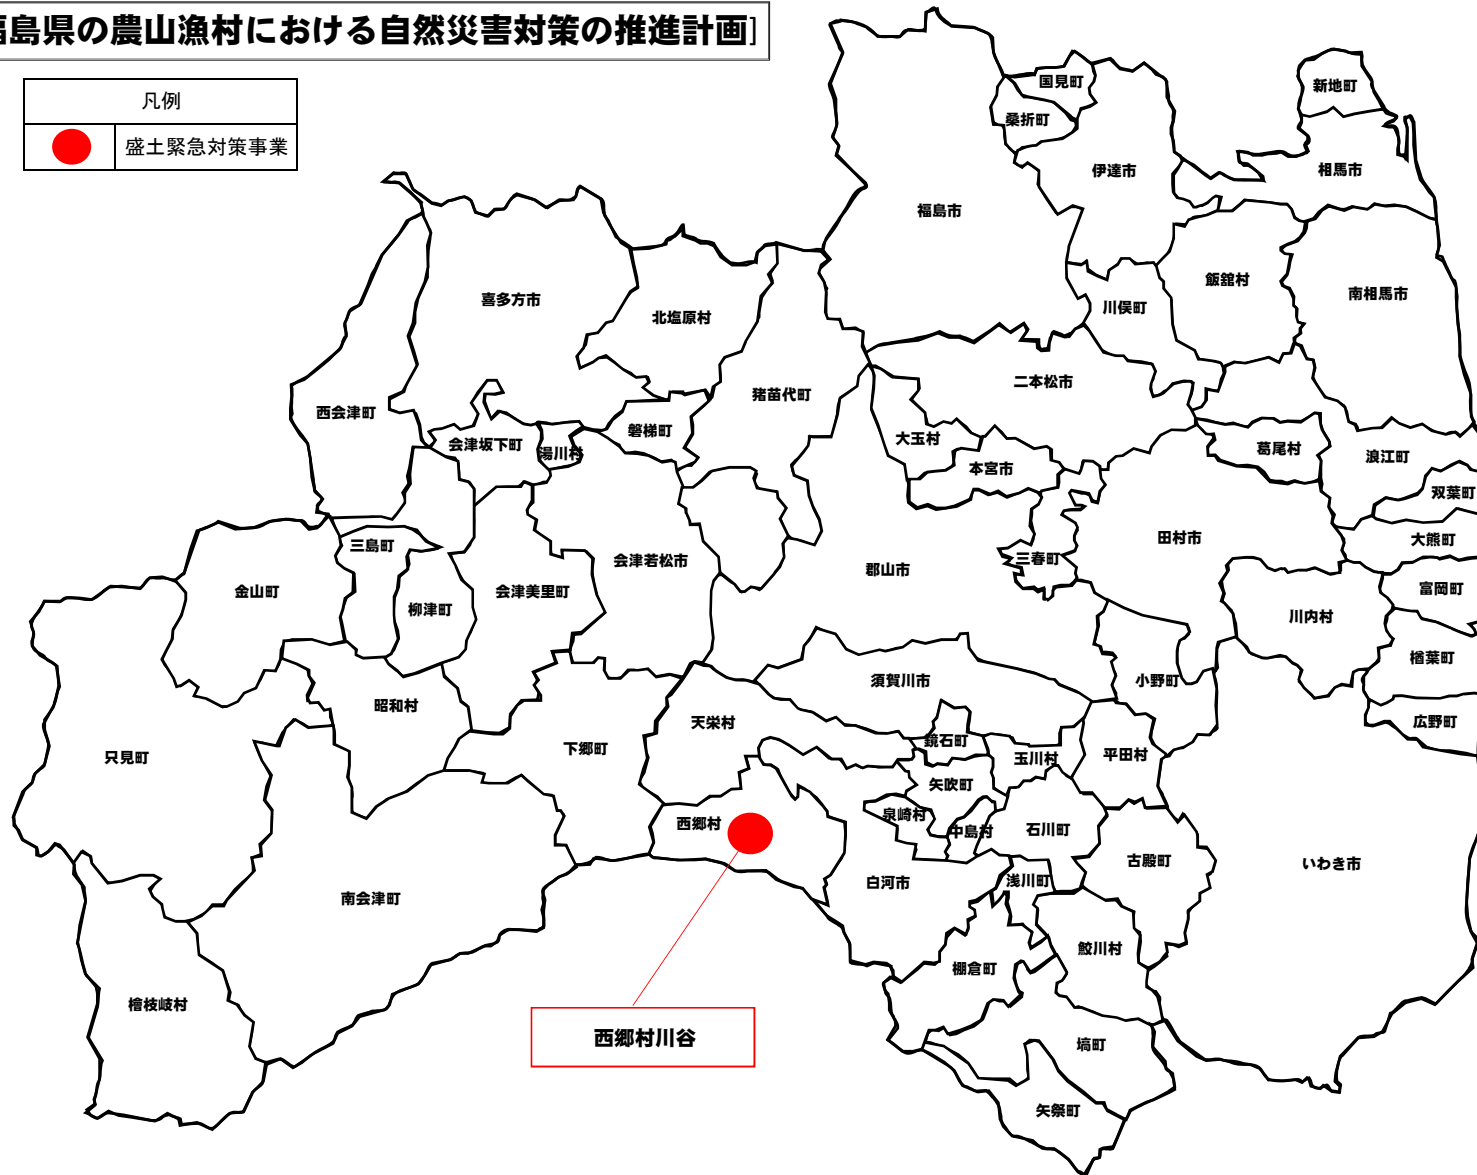 島県の農山漁村における自然災害対策の推進計画]
凡例
盛土緊急対策事業
国見町
新地町
桑折町
伊達市
相馬市
福島市
飯舘村
喜多方市
南相馬市
川俣町
北塩原村
二本松市
猪苗代町
西会津町
磐梯町
大玉村
会津坂下町
湯川村
葛尾村
浪江町
本宮市
双葉町
田村市
大熊町
三島町
三春町
会津若松市
郡山市
金山町
会津美里町
富岡町
柳津町
川内村
楢葉町
小野町
須賀川市
昭和村
広野町
天栄村
鏡石町
下郷町
只見町
玉川村
平田村
矢吹町
泉崎村
西郷村
中島村
石川町
古殿町
いわき市
白河市
浅川町
南会津町
鮫川村
棚倉町
檜枝岐村
西郷村川谷
塙町
矢祭町